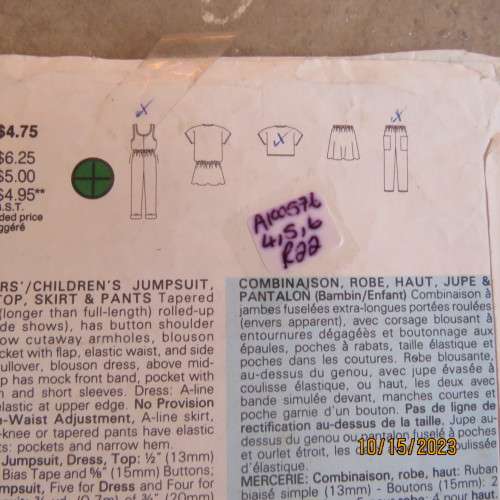 $4.75
$6.25
$5.00
$4.95**
G.S.T.
ded price
ggéré
A100576
4,5,6
R22
RS'/CHILDREN'S JUMPSUIT,
TOP, SKIRT & PANTS Tapered
(longer than full-length) rolled-up
ide shows), has button shoulder
ow cutaway armholes, blouson
cket with flap, elastic waist, and side
ullover, blouson dress, above mid-
p has mock front band, pocket with
n and short sleeves. Dress: A-line
elastic at upper edge. No Provision
-Waist Adjustment, A-line skirt,
-knee or tapered pants have elastic
ts: pockets and narrow hem.
Jumpsuit, Dress, Top: ½" (13mm)
Bias Tape and ⅝" (15mm) Buttons;
mpsuit, Five for Dress and Four for
COMBINAISON, ROBE, HAUT, JUPE &
PANTALON (Bambin/Enfant) Combinaison à
jambes fuselées extra-longues portées roulées
(envers apparent), avec corsage blousant à
entournures dégagées et boutonnage aux
épaules, poches à rabats, taille élastique et
poches dans les coutures. Robe blousante,
au-dessus du genou, avec jupe évasée à
coulisse élastique, ou haut, les deux avec
bande simulée devant, manches courtes et
poche garnie d'un bouton. Pas de ligne de
rectification au-dessus de la taille. Jupe au-
dessus du genou ou pantalon fuselé à poches
et ourlet étroit, les deux avec
d'élastique.
MERCERIE: Combinaison, robe, haut: Ruban
biaisé simple (13mm) - Boutons (15mm): 2
10/15/2023